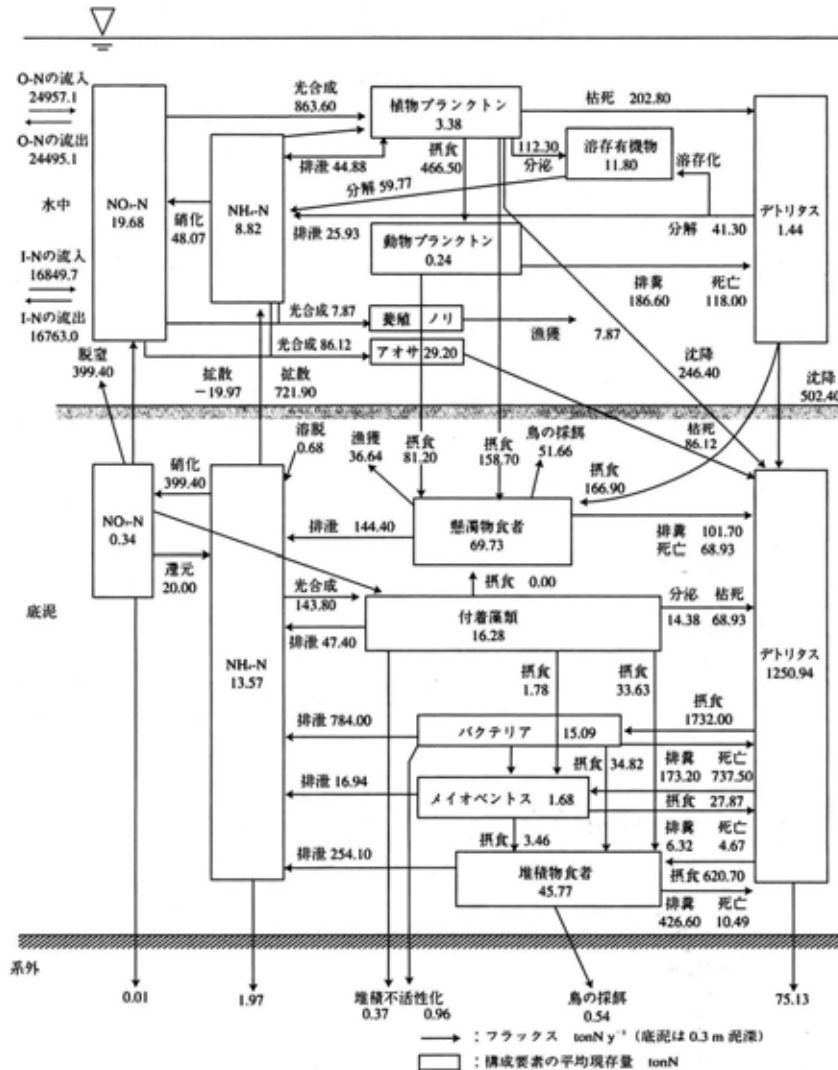 O-Nの流入
24957.1
O-Nの流出
24495.1
水中
I-Nの流入
16849.7
I-Nの流出
16763.0
NO₃-N
19.68
NH₄-N
8.82
光合成
863.60
植物プランクトン
3.38
枯死 202.80
排泄 44.88
摂食
466.50
112.30
分泌
溶存有機物
11.80
溶存化
デトリタス
1.44
分解 59.77
硝化
48.07
排泄 25.93
分解 41.30
動物プランクトン
0.24
排糞 死亡
186.60 118.00
光合成 7.87
養殖 ノリ
漁獲 7.87
光合成 86.12
アオサ 29.20
沈降
246.40
沈降
502.40
399.40
拡散
-19.97
拡散
721.90
枯死
86.12
溶脱
0.68
漁獲
36.64
摂食
81.20
摂食
158.70
鳥の採餌
51.66
摂食
166.90
硝化
399.40
NO₃-N
0.34
還元
20.00
底泥
NH₄-N
13.57
排泄 144.40
懸濁物食者
69.73
排糞 101.70
死亡 68.93
摂食 0.00
光合成
143.80
付着藻類
16.28
分泌 枯死
14.38 68.93
デトリタス
1250.94
排泄 47.40
摂食
1.78
摂食
33.63
摂食
1732.00
排泄 784.00
バクテリア 15.09
摂食 34.82
排糞 死亡
173.20 737.50
排泄 16.94
メイオベントス 1.68
摂食 27.87
摂食 3.46
排糞 死亡
6.32 4.67
排泄 254.10
堆積物食者
45.77
摂食 620.70
排糞 死亡
426.60 10.49
系外
0.01
1.97
堆積不活性化
0.37 0.96
鳥の採餌
0.54
75.13
:フラックス tonN y⁻¹ (底泥は 0.3 m 泥深)
:構成要素の平均現存量 tonN